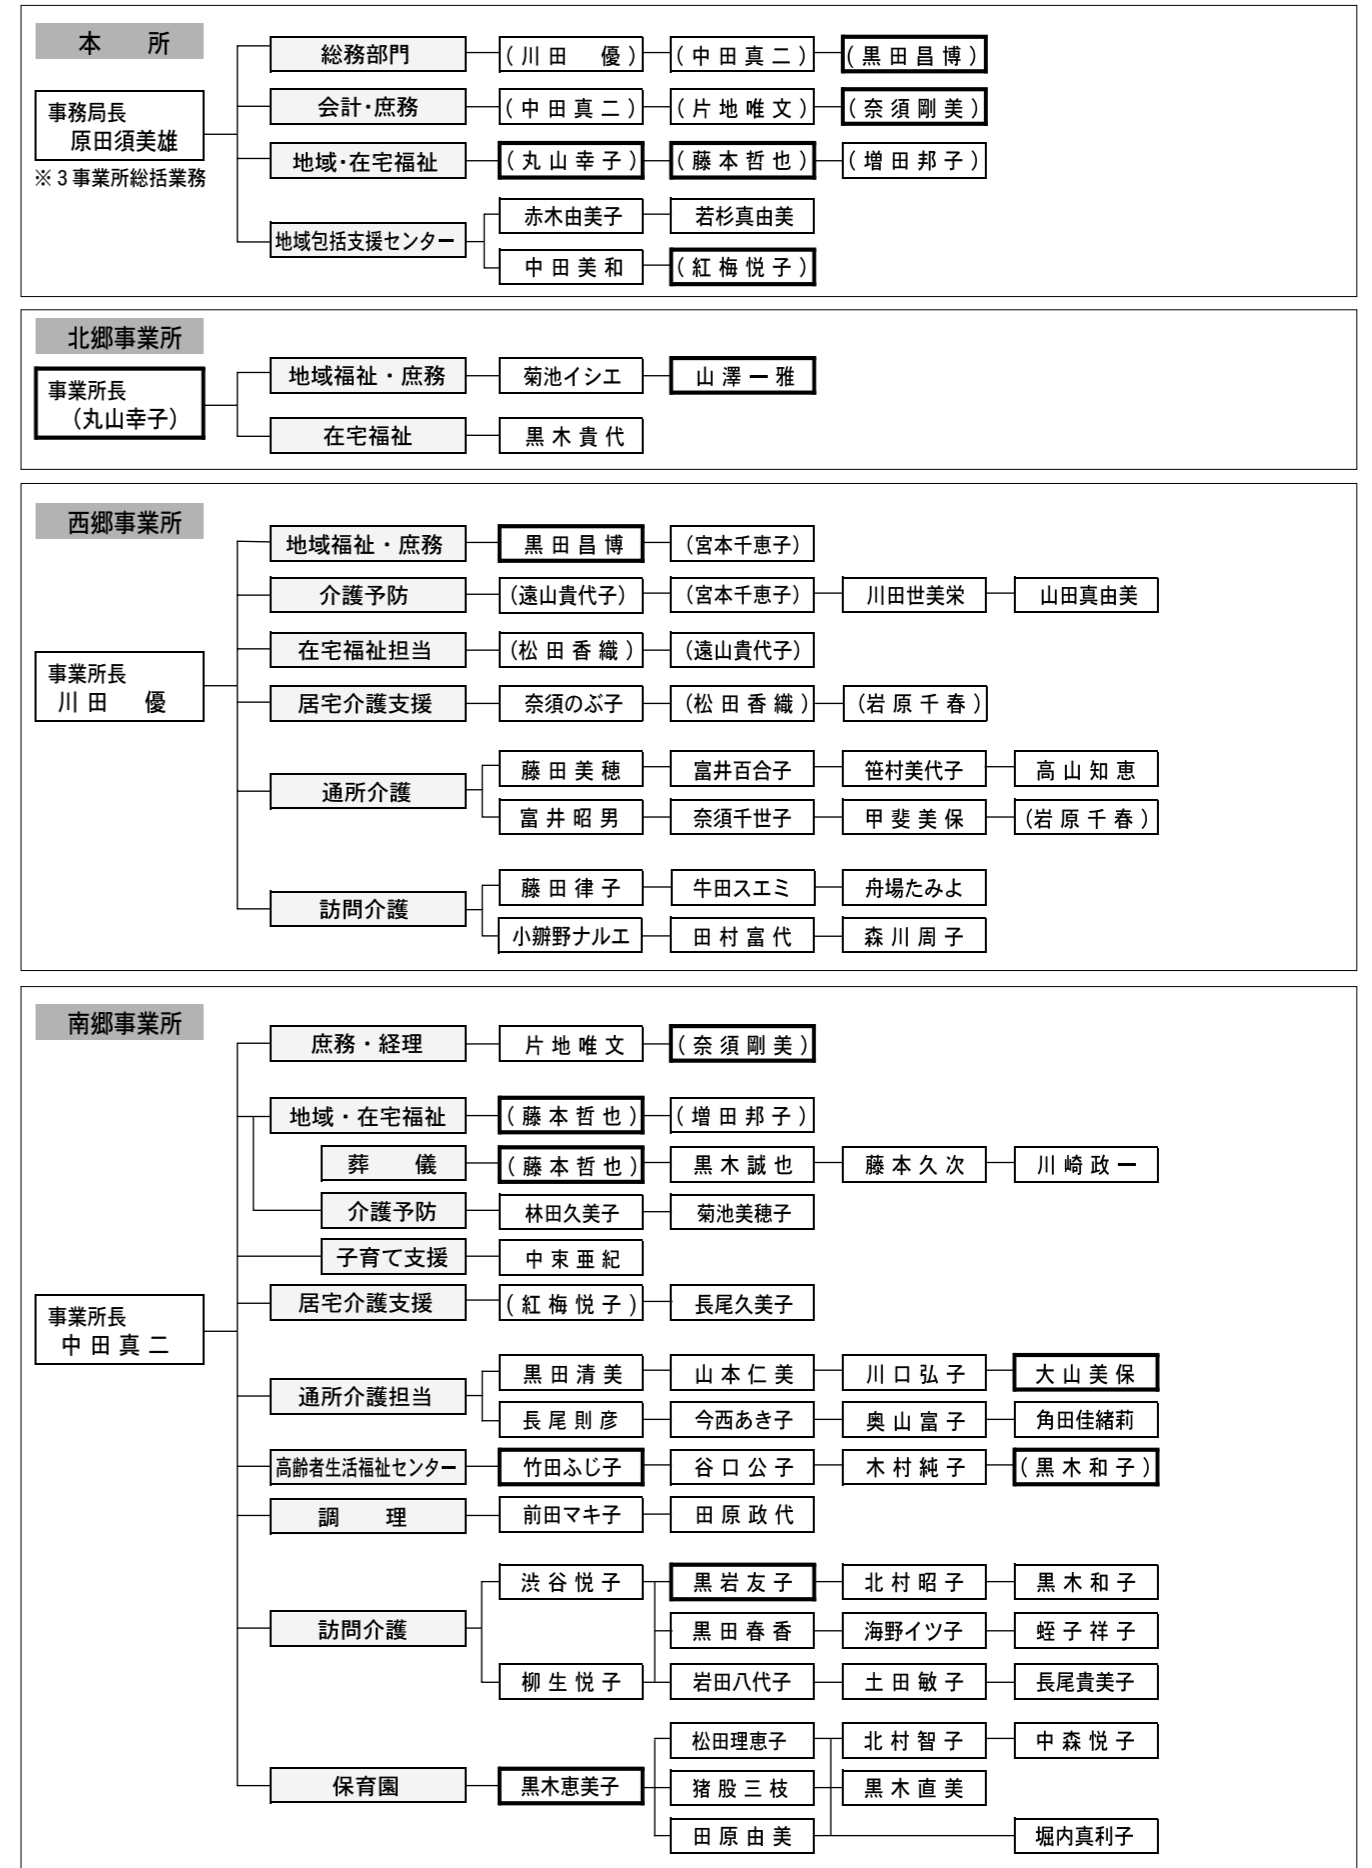 本　　所
総務部門 (川田　優) (中田真二) (黒田昌博)
事務局長
原田須美雄
会計・庶務 (中田真二) (片地唯文) (奈須剛美)
地域・在宅福祉 (丸山幸子) (藤本哲也) (増田邦子)
※3事業所総括業務
地域包括支援センター
赤木由美子 若杉真由美
中田美和 (紅梅悦子)
北郷事業所
事業所長
（丸山幸子）
地域福祉・庶務 菊池イシエ 山澤一雅
在宅福祉 黒木貴代
西郷事業所
地域福祉・庶務 黒田昌博 (宮本千恵子)
介護予防 (遠山貴代子) (宮本千恵子) 川田世美栄 山田真由美
在宅福祉担当 (松田香織) (遠山貴代子)
事業所長
川田　優
居宅介護支援 奈須のぶ子 (松田香織) (岩原千春)
通所介護
藤田美穂 富井百合子 笹村美代子 高山知恵
富井昭男 奈須千世子 甲斐美保 (岩原千春)
訪問介護
藤田律子 牛田スエミ 舟場たみよ
小辧野ナルエ 田村富代 森川周子
南郷事業所
庶務・経理 片地唯文 (奈須剛美)
地域・在宅福祉 (藤本哲也) (増田邦子)
葬　　儀 (藤本哲也) 黒木誠也 藤本久次 川崎政一
介護予防 林田久美子 菊池美穂子
子育て支援 中束亜紀
居宅介護支援 (紅梅悦子) 長尾久美子
事業所長
中田真二
通所介護担当
黒田清美 山本仁美 川口弘子 大山美保
長尾則彦 今西あき子 奥山富子 角田佳緒莉
高齢者生活福祉センター 竹田ふじ子 谷口公子 木村純子 (黒木和子)
調　　理 前田マキ子 田原政代
訪問介護
渋谷悦子 黒岩友子 北村昭子 黒木和子
黒田春香 海野イツ子 蛭子祥子
柳生悦子 岩田八代子 土田敏子 長尾貴美子
保育園 黒木恵美子
松田理恵子 北村智子 中森悦子
猪股三枝 黒木直美
田原由美 堀内真利子